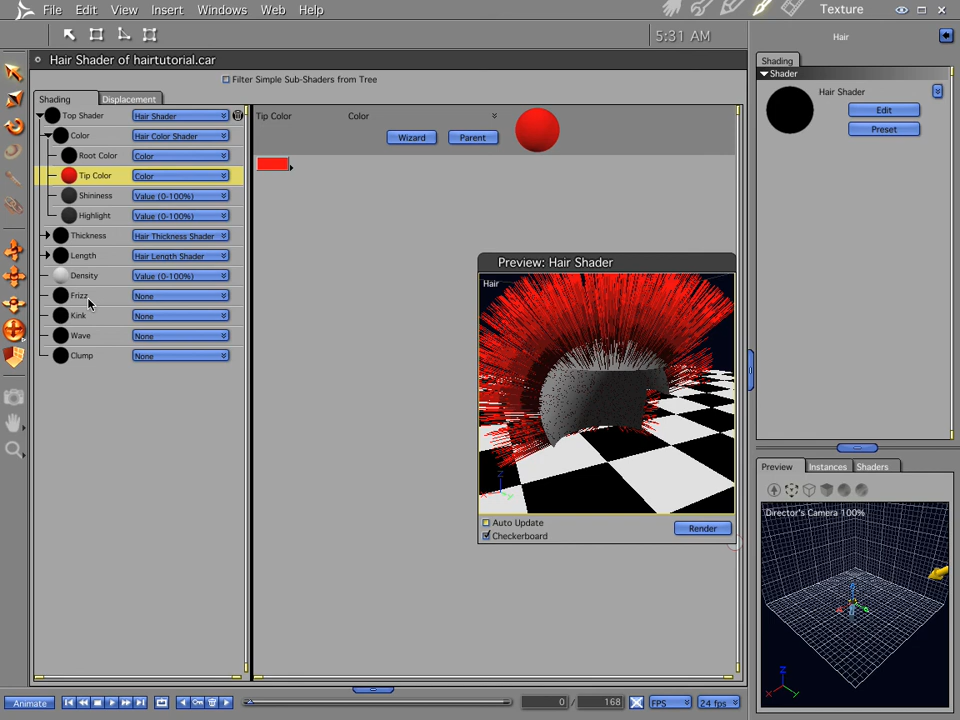 File Edit View Insert Windows Web Help Texture
5:31 AM
Hair
Hair Shader of hairtutorial.car
Filter Simple Sub-Shaders from Tree
Shading Displacement
Top Shader Hair Shader
Color Hair Color Shader
Root Color Color
Tip Color Color
Shininess Value (0-100%)
Highlight Value (0-100%)
Thickness Hair Thickness Shader
Length Hair Length Shader
Density Value (0-100%)
Frizz None
Kink None
Wave None
Clump None
Tip Color Color
Wizard Parent
Preview: Hair Shader
Hair
Z
Y
Auto Update
Checkerboard
Render
Shading
Shader
Hair Shader
Edit
Preset
Preview Instances Shaders
Director's Camera 100%
Z
Y
X
Animate 0 / 168 FPS 24 fps